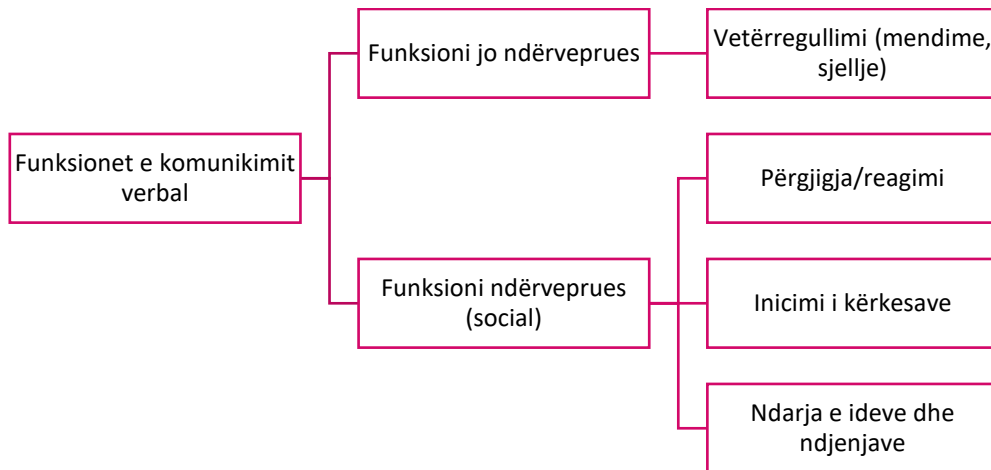 Funksionet e komunikimit
verbal
Funksioni jo ndërveprues
Vetërregullimi (mendime,
sjellje)
Funksioni ndërveprues
(social)
Përgjigja/reagimi
Inicimi i kërkesave
Ndarja e ideve dhe
ndjenjave